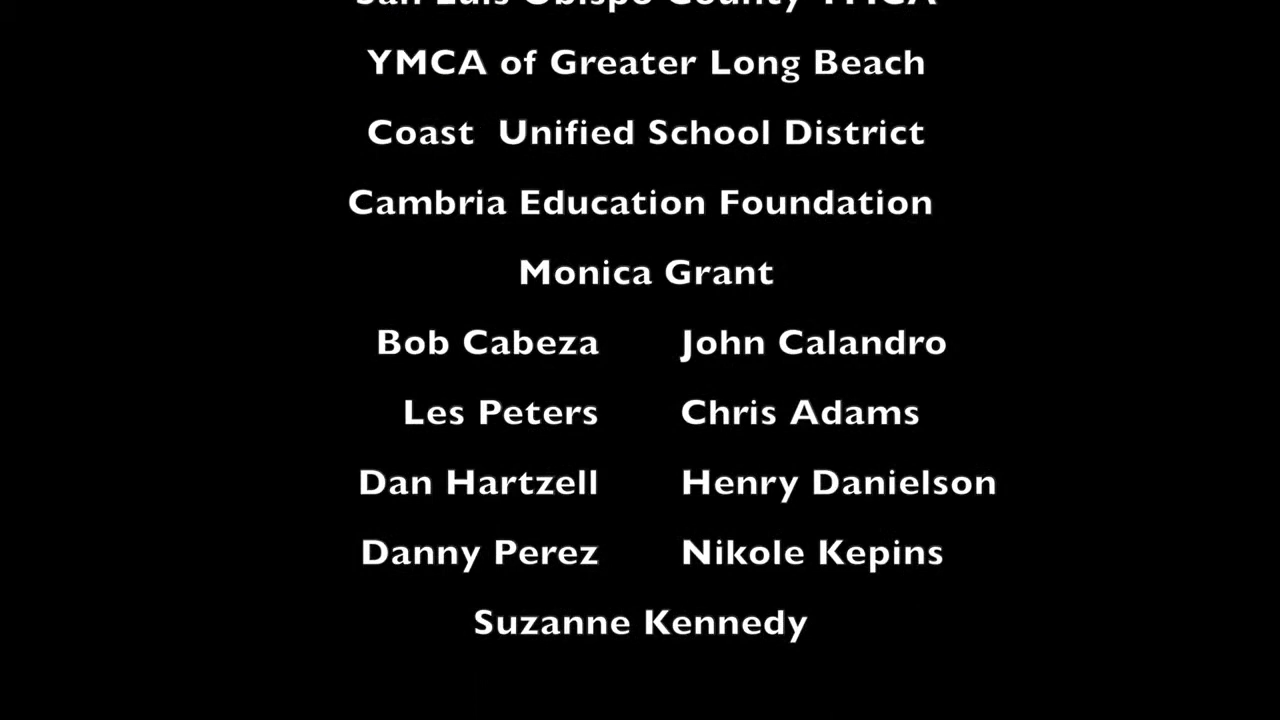 San Luis Obispo County YMCA
YMCA of Greater Long Beach
Coast  Unified School District
Cambria Education Foundation
Monica Grant
Bob Cabeza John Calandro
Les Peters Chris Adams
Dan Hartzell Henry Danielson
Danny Perez Nikole Kepins
Suzanne Kennedy